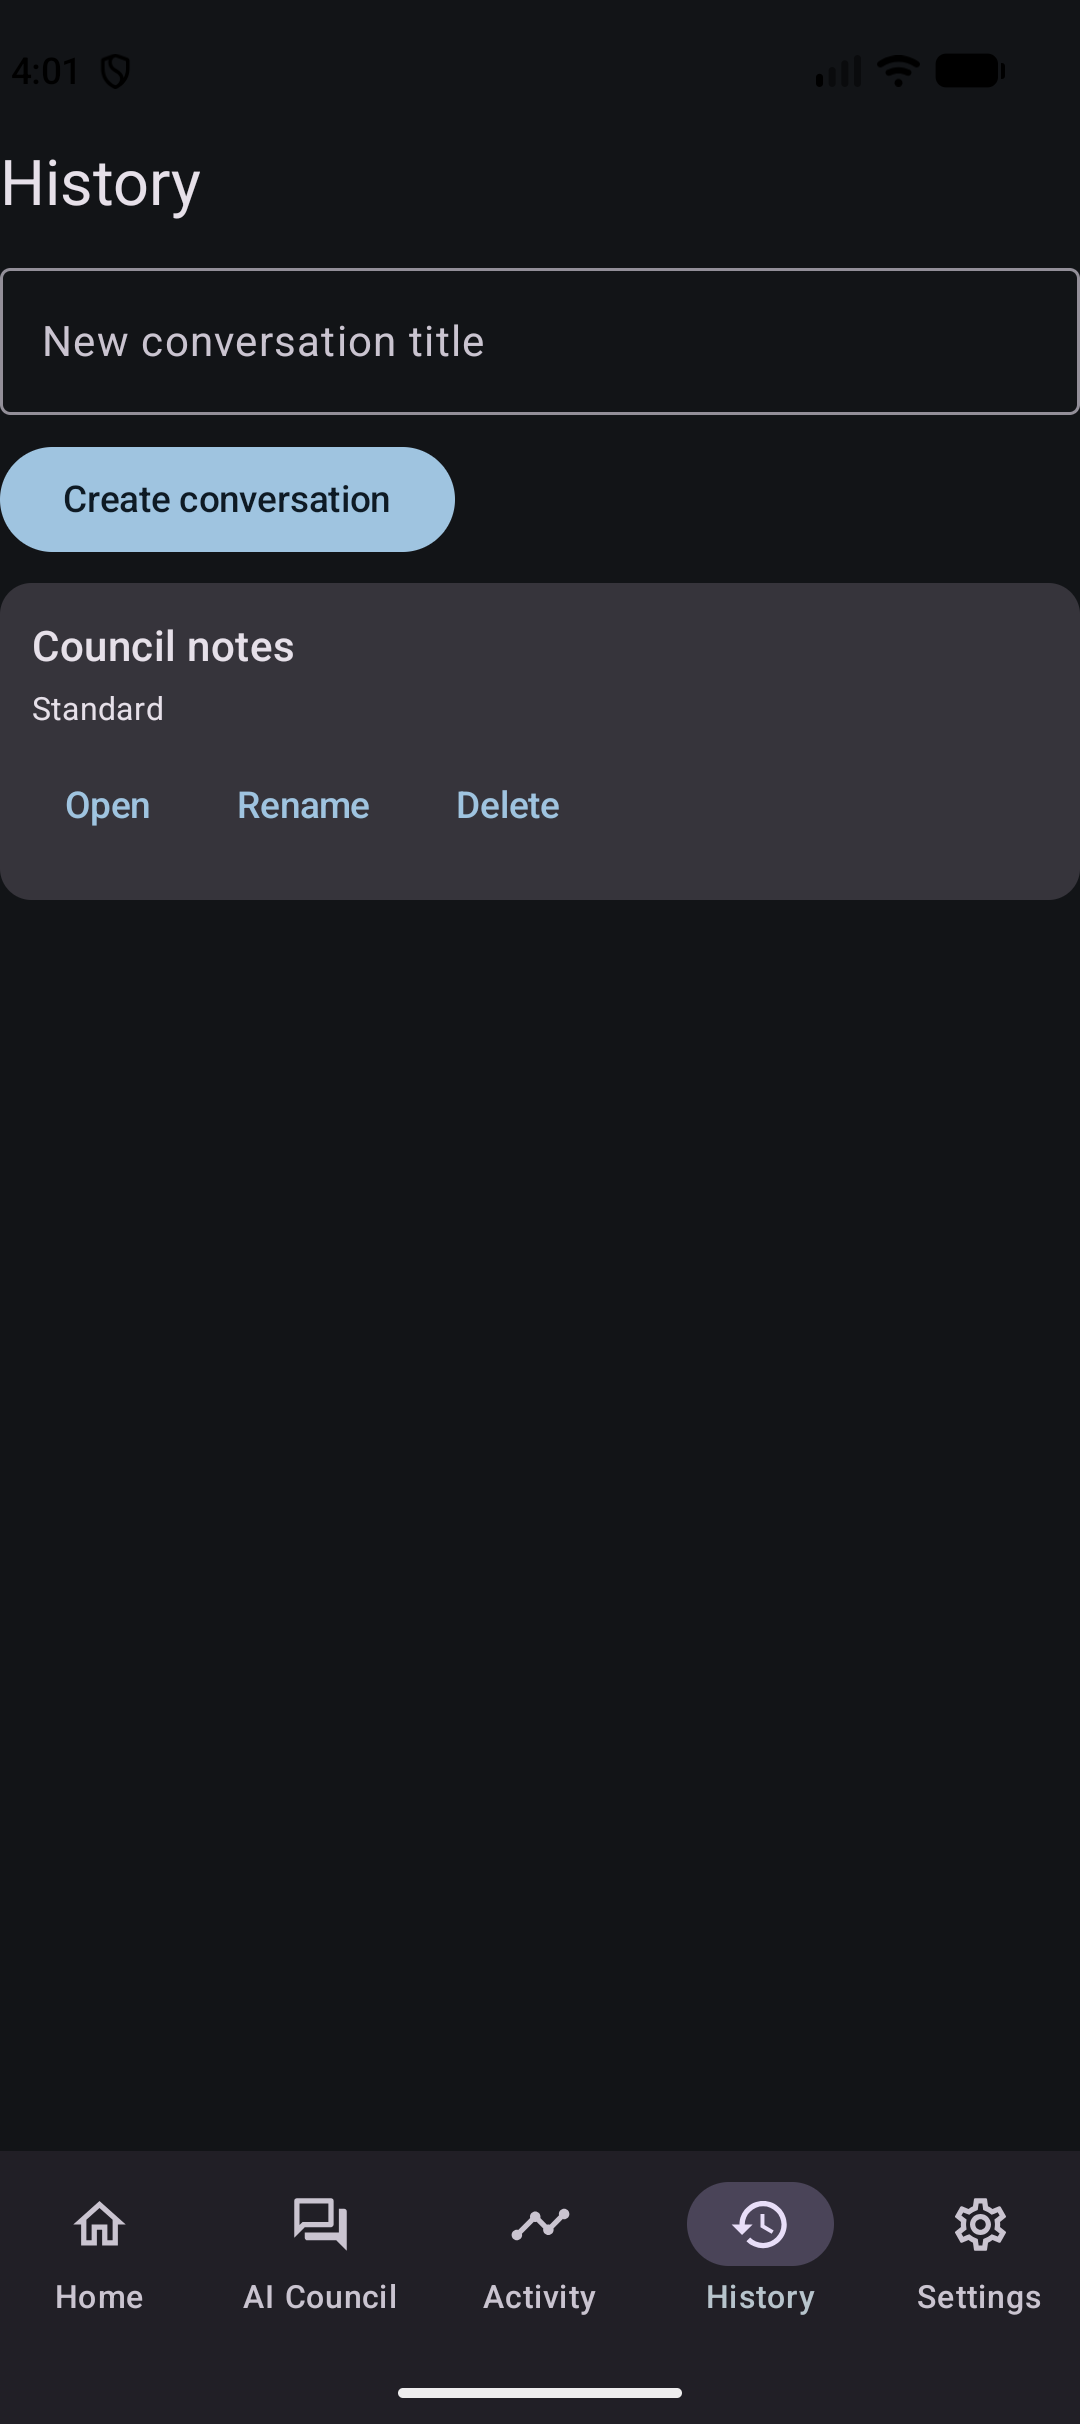 4:01
History
New conversation title
Create conversation
Council notes
Standard
Open Rename Delete
Home AI Council Activity History Settings